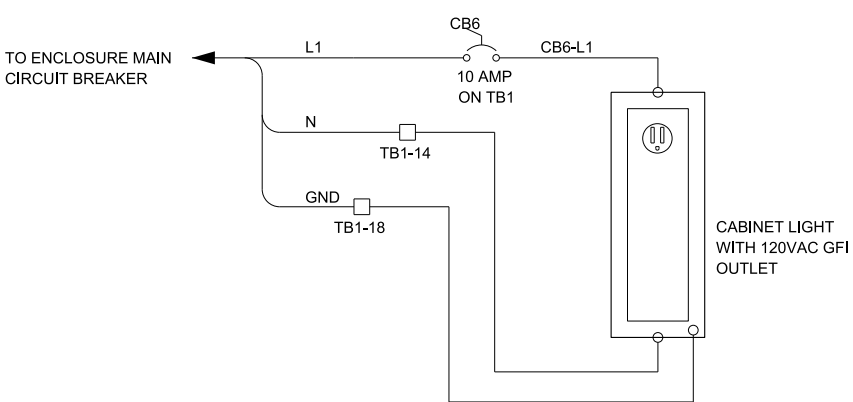 CB6
TO ENCLOSURE MAIN
CIRCUIT BREAKER
L1
CB6-L1
10 AMP
ON TB1
N
TB1-14
GND
TB1-18
CABINET LIGHT
WITH 120VAC GFI
OUTLET